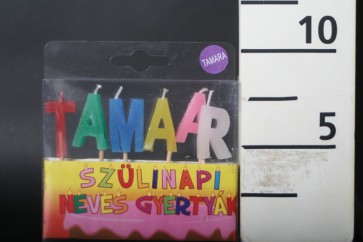 TAMARA
TAMAAR
SZÜLINAPI
NEVES GYERTYÁK
10
5